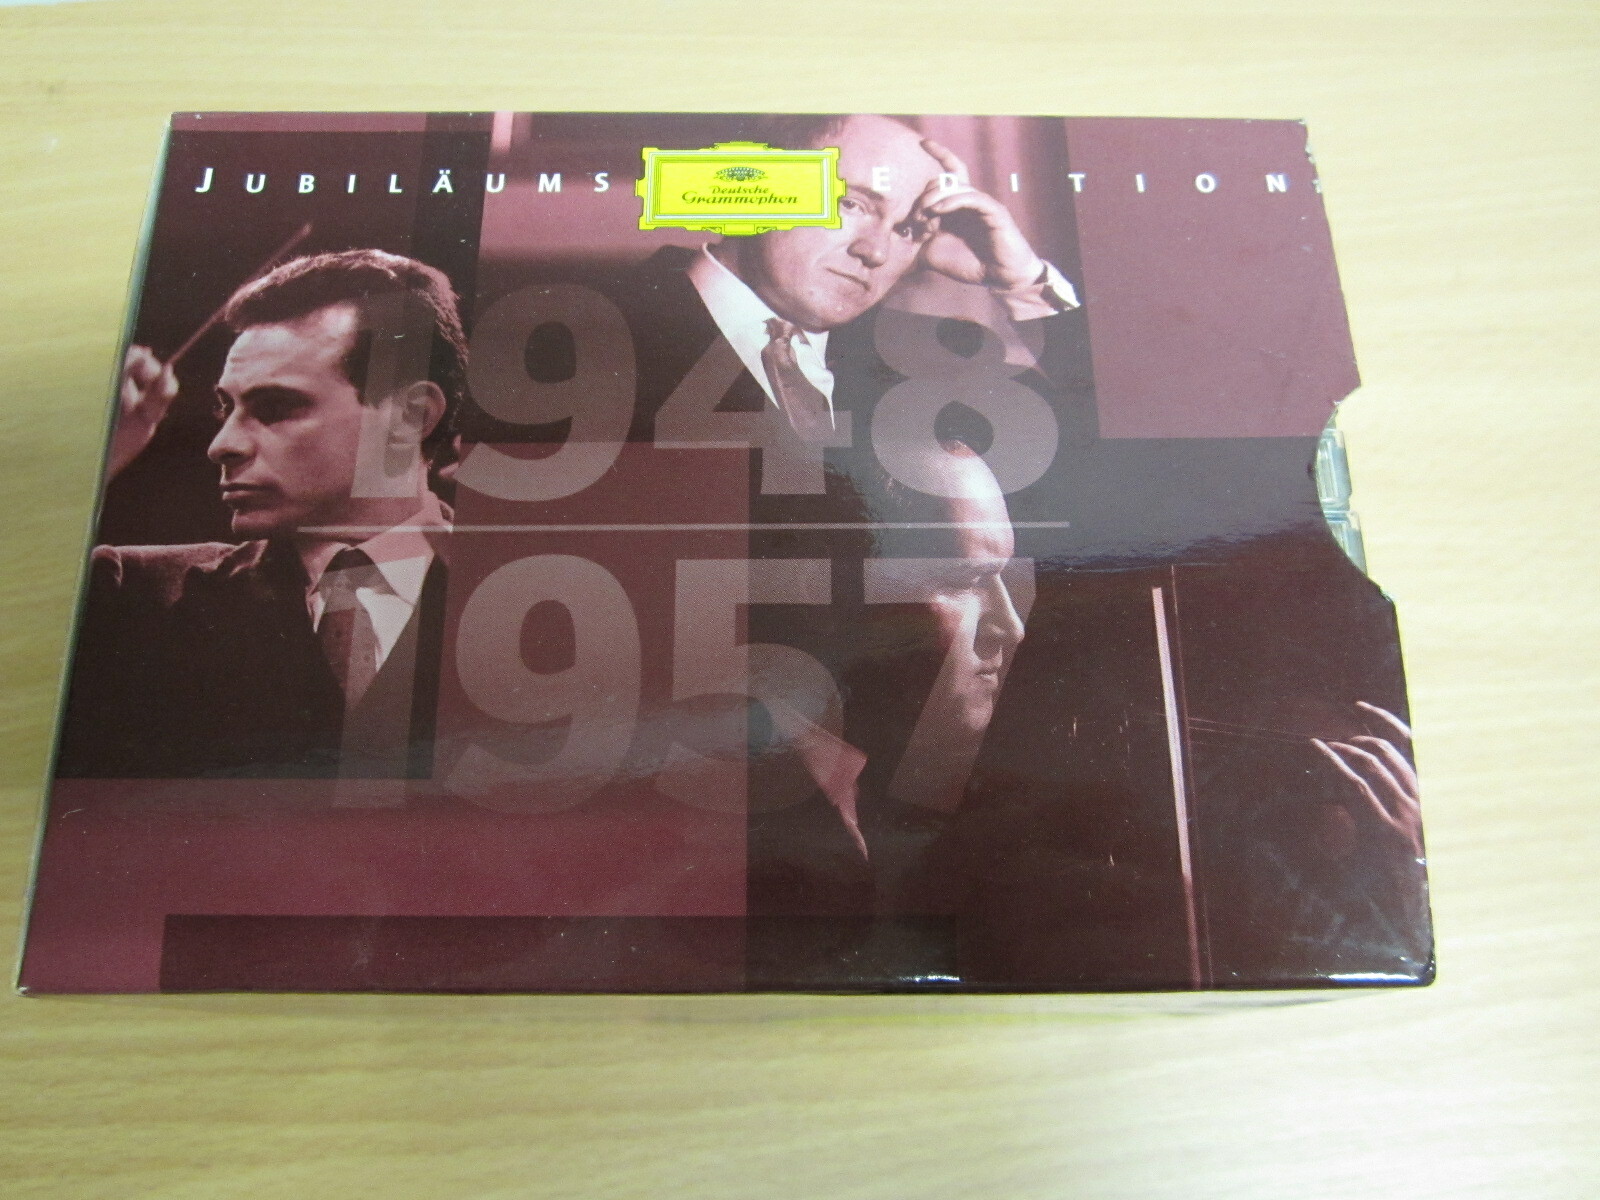 JUBILÄUMS EDITION
Deutsche
Grammophon
1948
1957